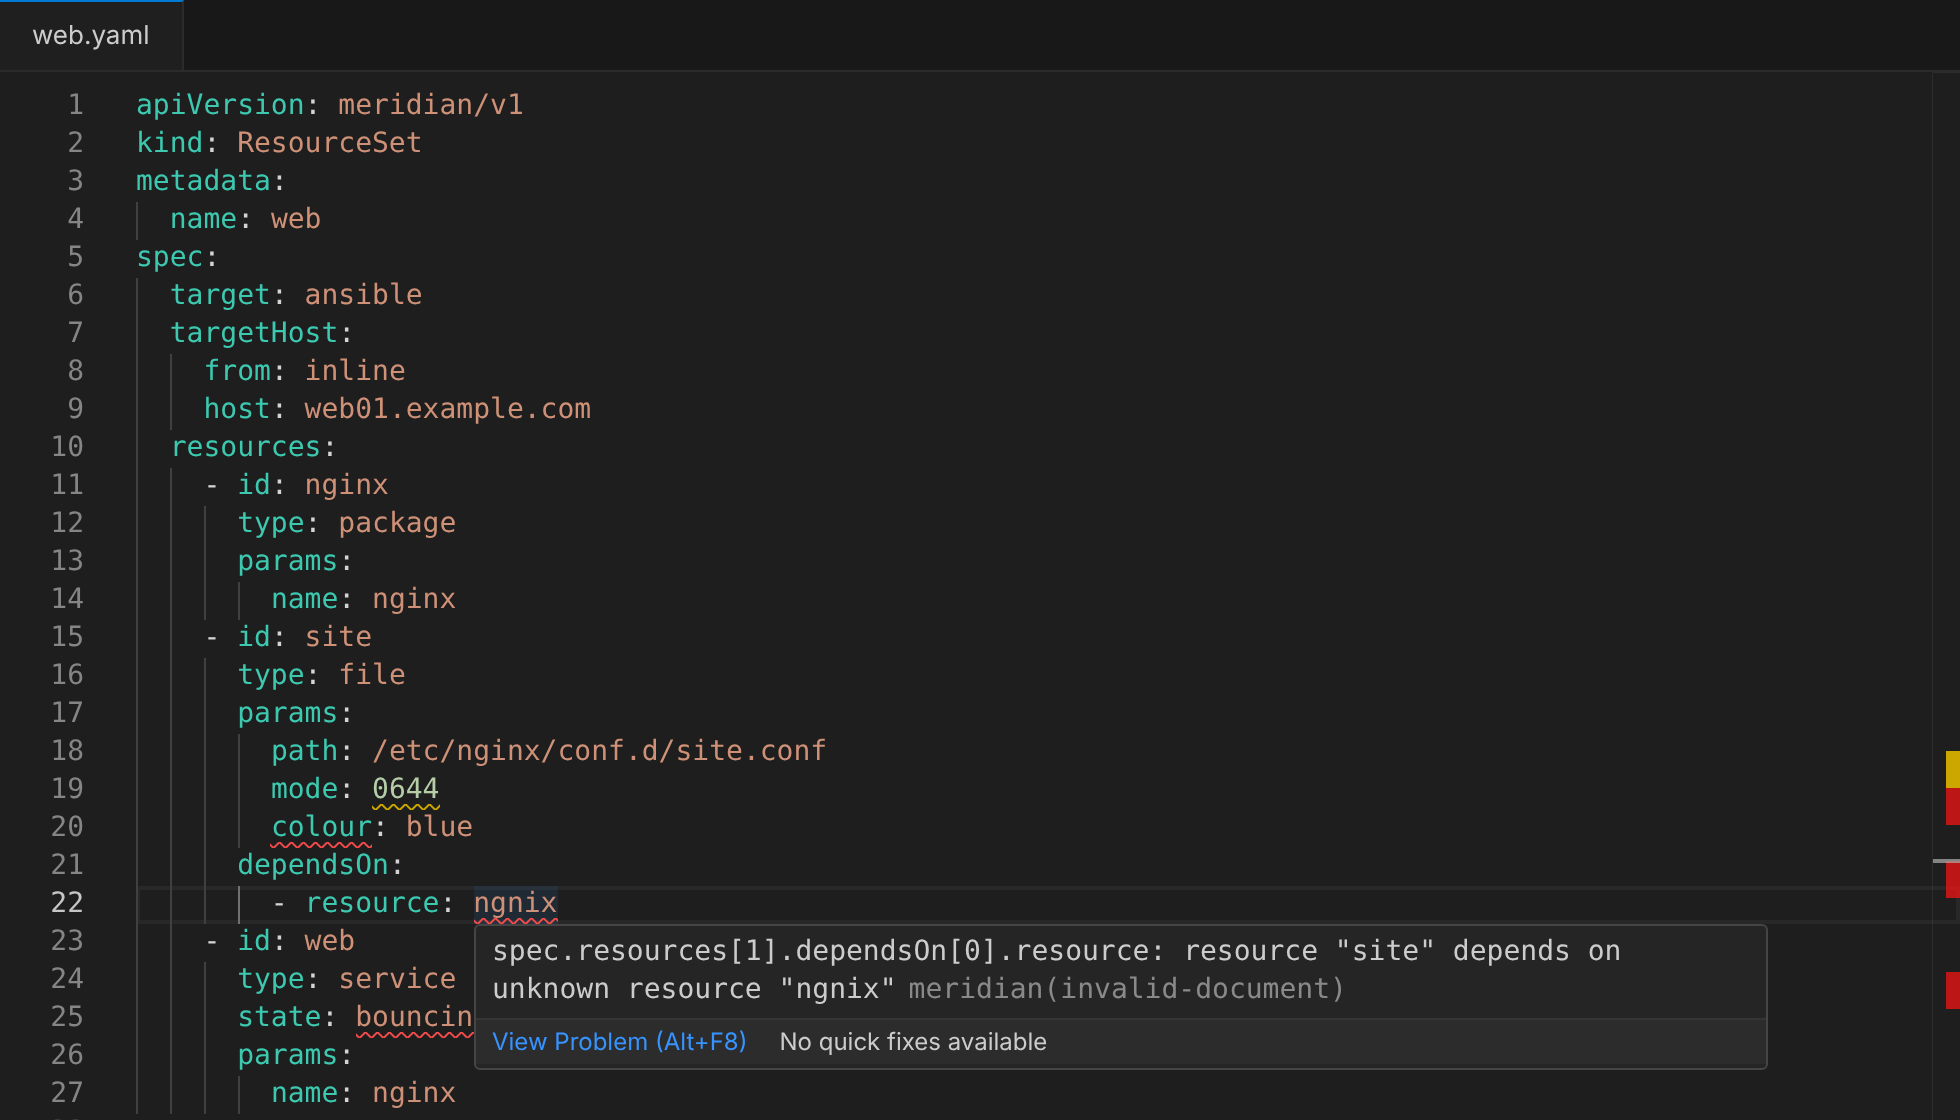 web.yaml
1 apiVersion: meridian/v1
2 kind: ResourceSet
3 metadata:
4   name: web
5 spec:
6   target: ansible
7   targetHost:
8     from: inline
9     host: web01.example.com
10   resources:
11     - id: nginx
12       type: package
13       params:
14         name: nginx
15     - id: site
16       type: file
17       params:
18         path: /etc/nginx/conf.d/site.conf
19         mode: 0644
20         colour: blue
21       dependsOn:
22         - resource: ngnix
23     - id: web
spec.resources[1].dependsOn[0].resource: resource "site" depends on
24       type: service
unknown resource "ngnix" meridian(invalid-document)
25       state: bouncin
View Problem (Alt+F8) No quick fixes available
26       params:
27         name: nginx